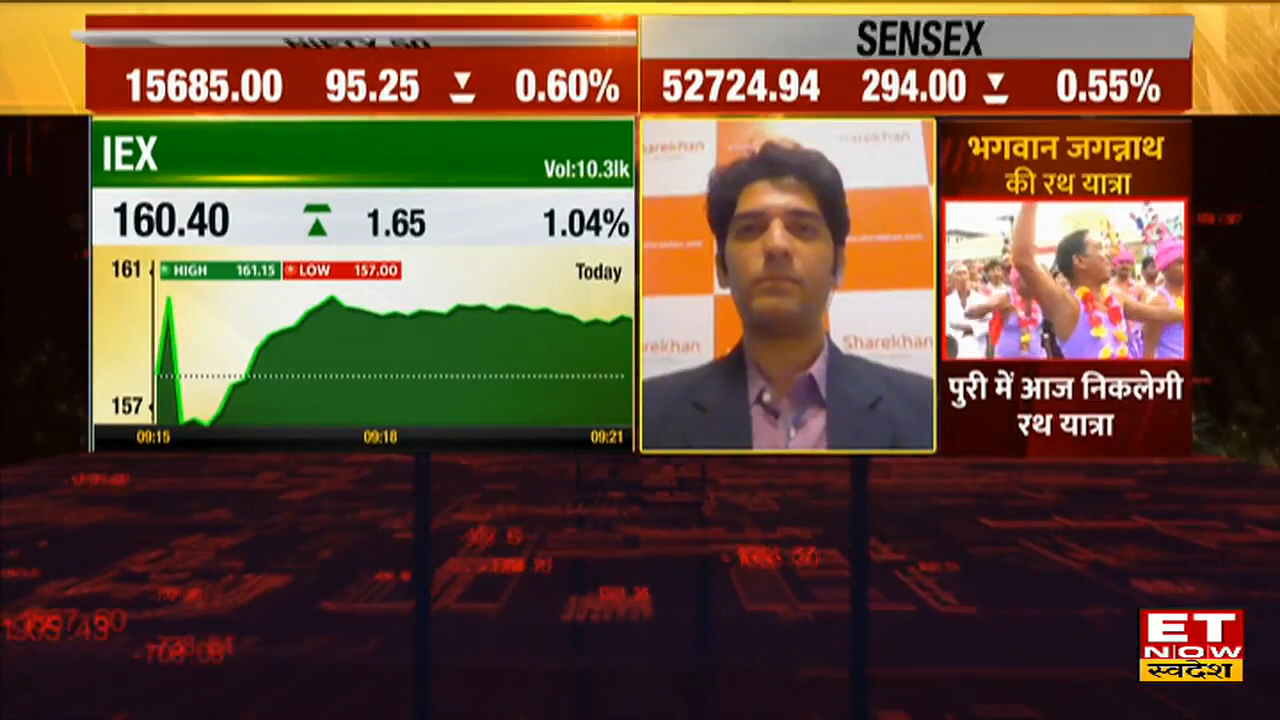 NIFTY 50
15685.00 95.25 0.60%
SENSEX
52724.94 294.00 0.55%
IEX
Vol:10.3lk
160.40 1.65 1.04%
161
HIGH 161.15 LOW 157.00
Today
157
09:15 09:18 09:21
Sharekhan
भगवान जगन्नाथ
की रथ यात्रा
पुरी में आज निकलेगी
रथ यात्रा
ET
NOW
स्वदेश